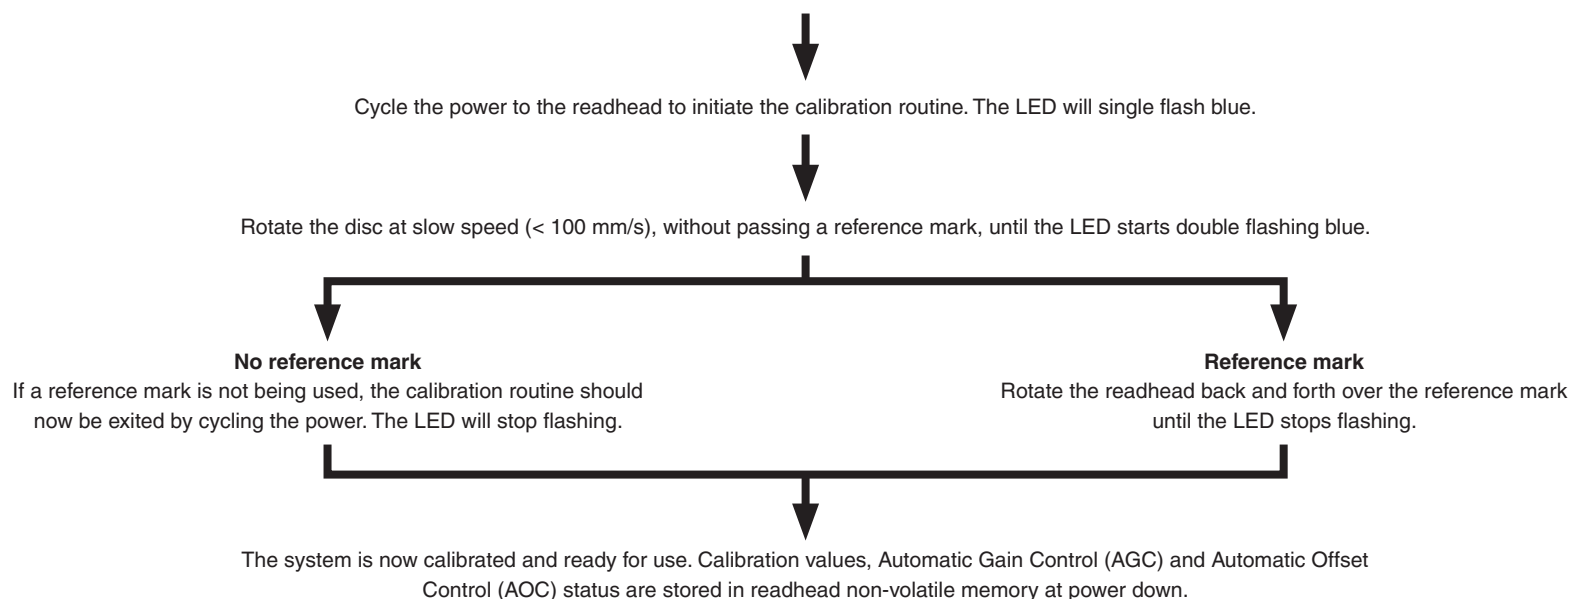 Cycle the power to the readhead to initiate the calibration routine. The LED will single flash blue.
Rotate the disc at slow speed (< 100 mm/s), without passing a reference mark, until the LED starts double flashing blue.
No reference mark
If a reference mark is not being used, the calibration routine should
now be exited by cycling the power. The LED will stop flashing.
Reference mark
Rotate the readhead back and forth over the reference mark
until the LED stops flashing.
The system is now calibrated and ready for use. Calibration values, Automatic Gain Control (AGC) and Automatic Offset
Control (AOC) status are stored in readhead non-volatile memory at power down.